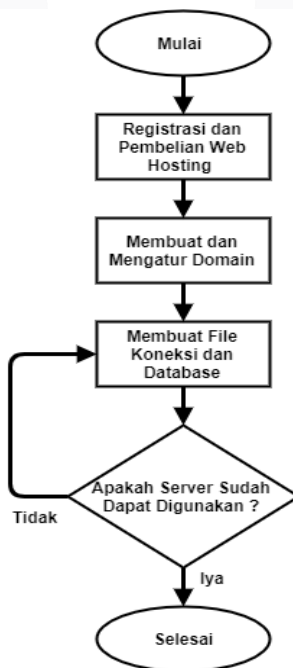 Mulai
Registrasi dan
Pembelian Web
Hosting
Membuat dan
Mengatur Domain
Membuat File
Koneksi dan
Database
Apakah Server Sudah
Dapat Digunakan ?
Tidak
Iya
Selesai